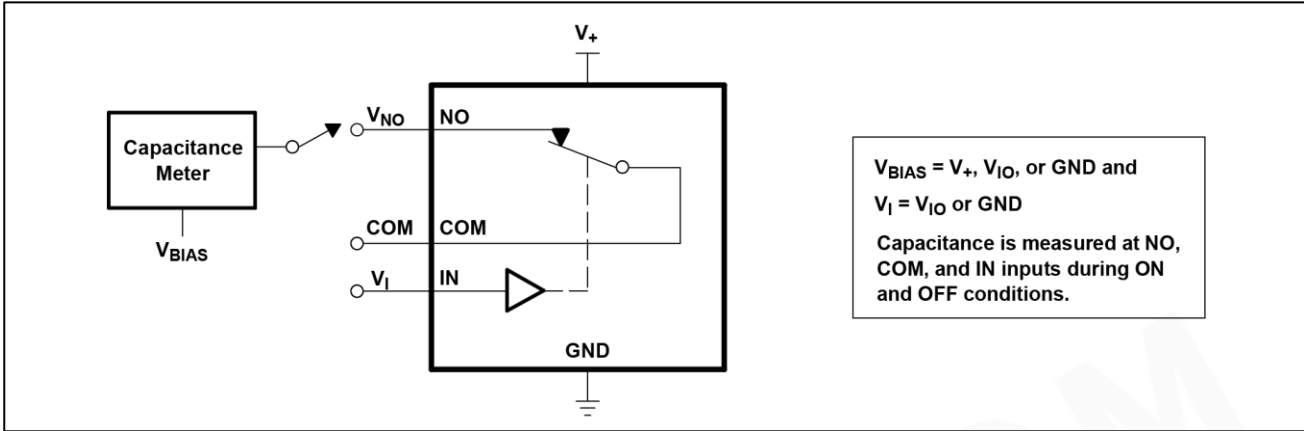 V+
Capacitance
Meter
VBIAS
VNO
NO
COM
COM
VI
IN
GND
VBIAS = V+, VIO, or GND and
VI = VIO or GND
Capacitance is measured at NO,
COM, and IN inputs during ON
and OFF conditions.